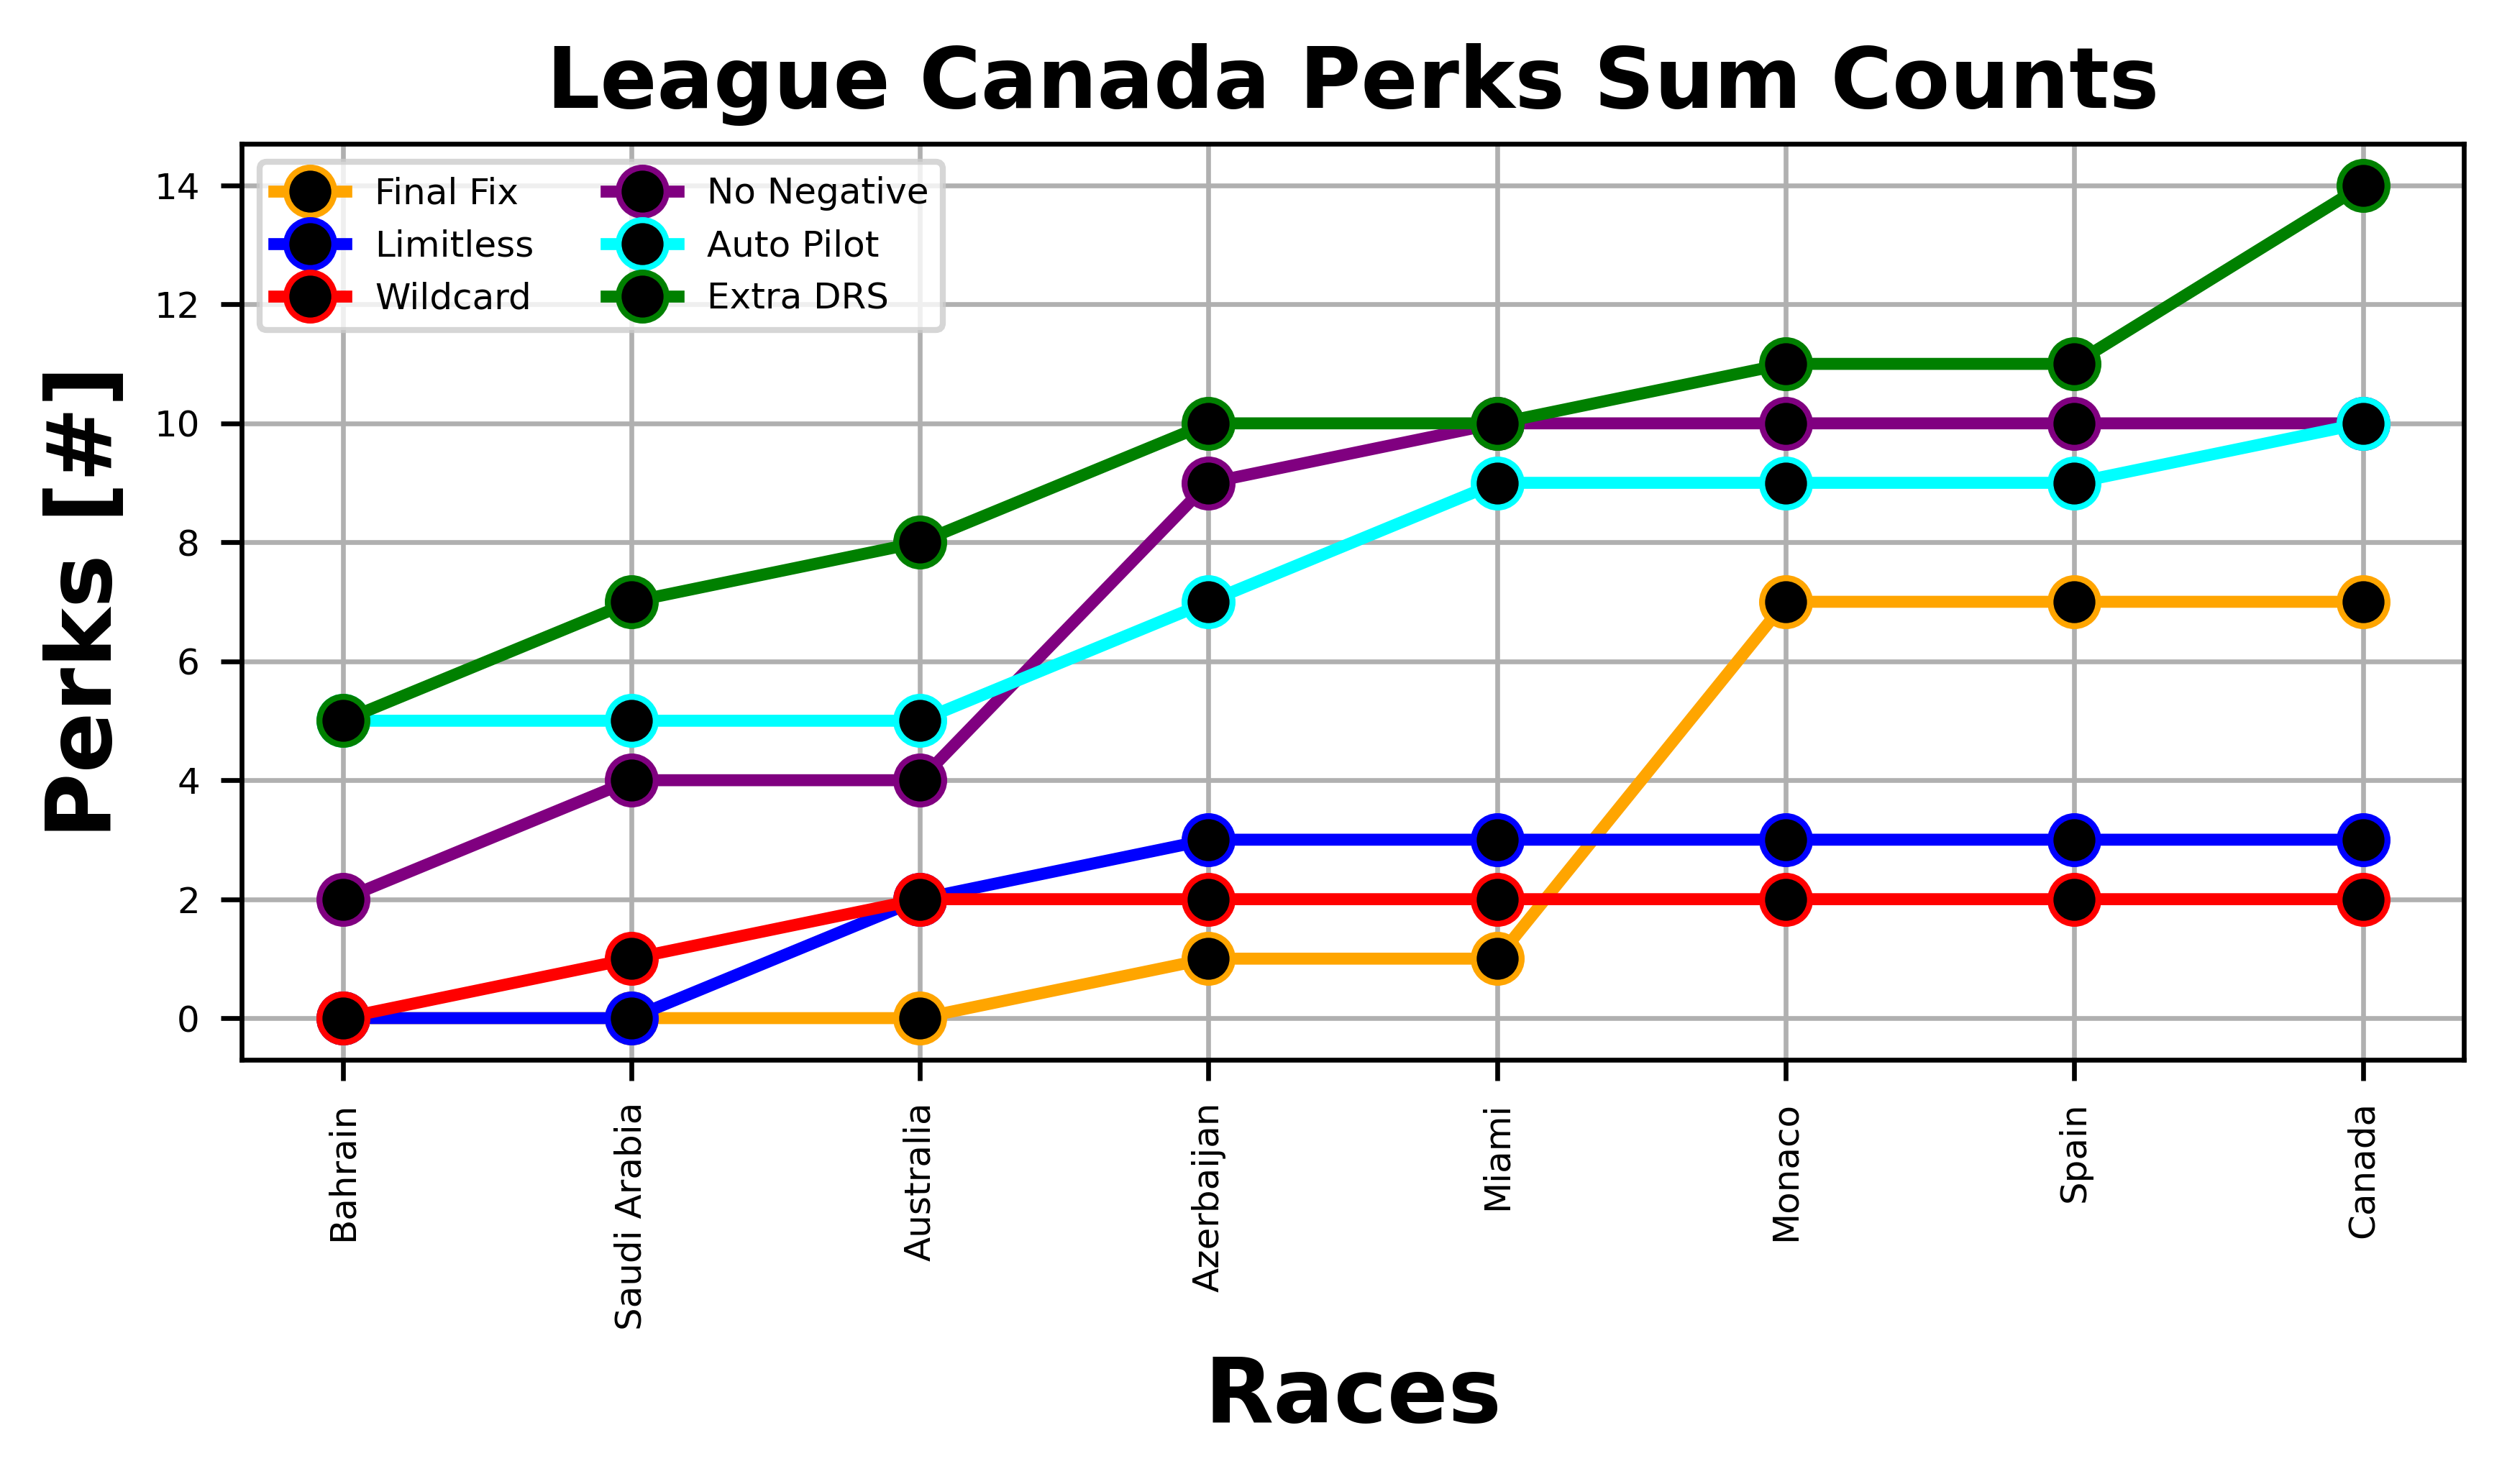 League Canada Perks Sum Counts
Final Fix
Limitless
Wildcard
No Negative
Auto Pilot
Extra DRS
Perks [#]
14
12
10
8
6
4
2
0
Bahrain
Saudi Arabia
Australia
Azerbaijan
Miami
Monaco
Spain
Canada
Races